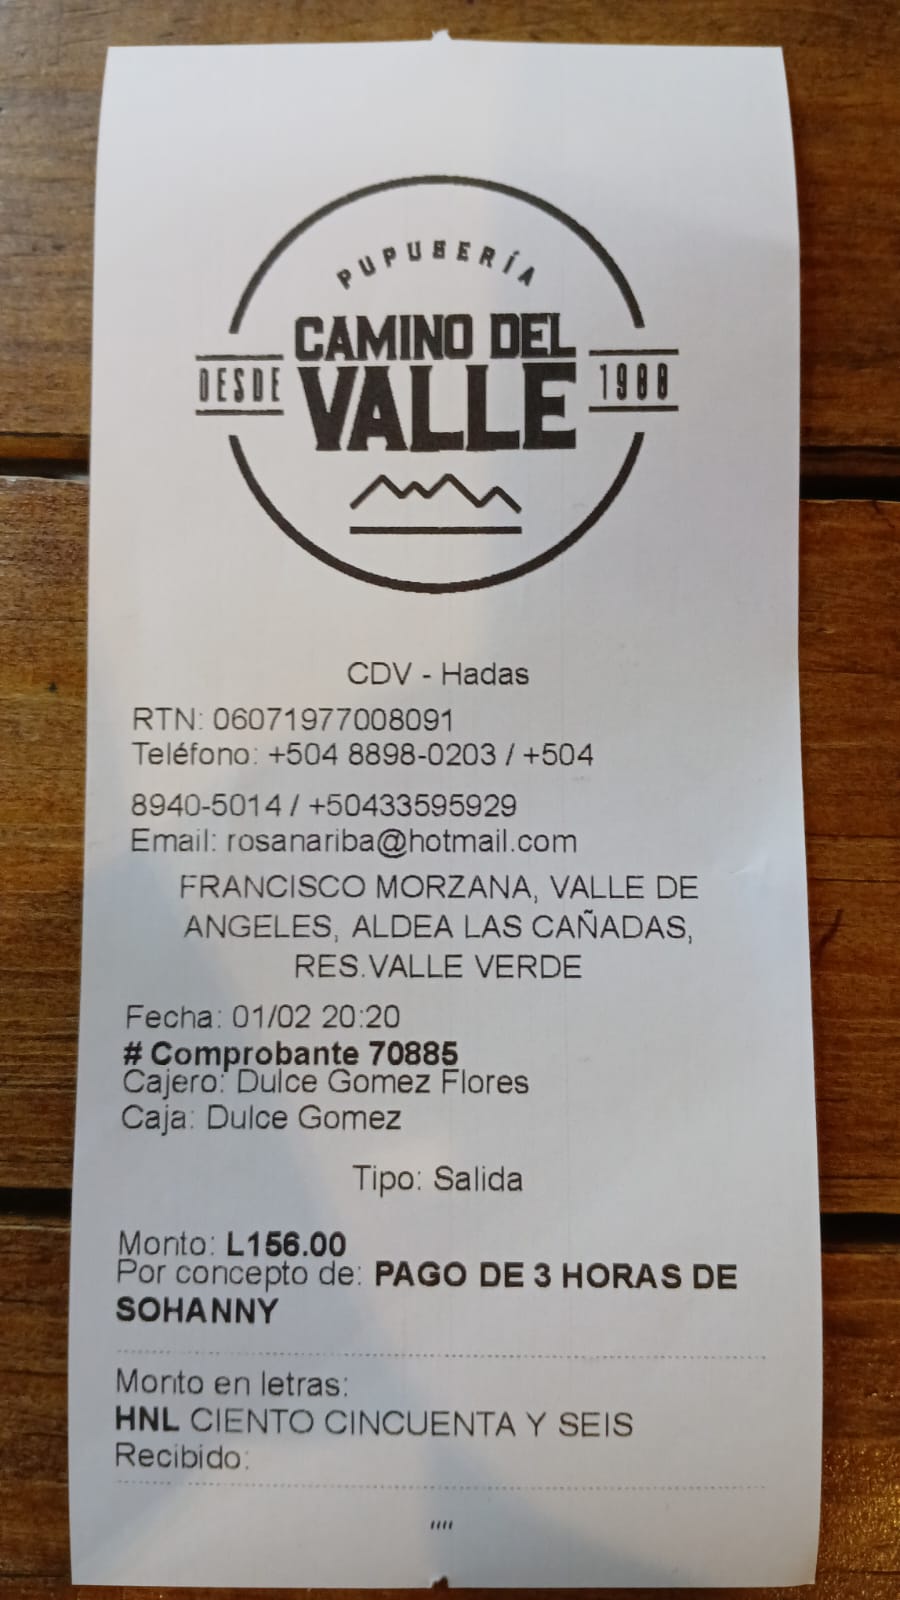 PUPUSERÍA
CAMINO DEL
DESDE VALLE 1988
CDV - Hadas
RTN: 06071977008091
Teléfono: +504 8898-0203 / +504
8940-5014 / +50433595929
Email: rosanariba@hotmail.com
FRANCISCO MORZANA, VALLE DE
ANGELES, ALDEA LAS CAÑADAS,
RES.VALLE VERDE
Fecha: 01/02 20:20
# Comprobante 70885
Cajero: Dulce Gomez Flores
Caja: Dulce Gomez
Tipo: Salida
Monto: L156.00
Por concepto de: PAGO DE 3 HORAS DE
SOHANNY
Monto en letras:
HNL CIENTO CINCUENTA Y SEIS
Recibido:
,,,,